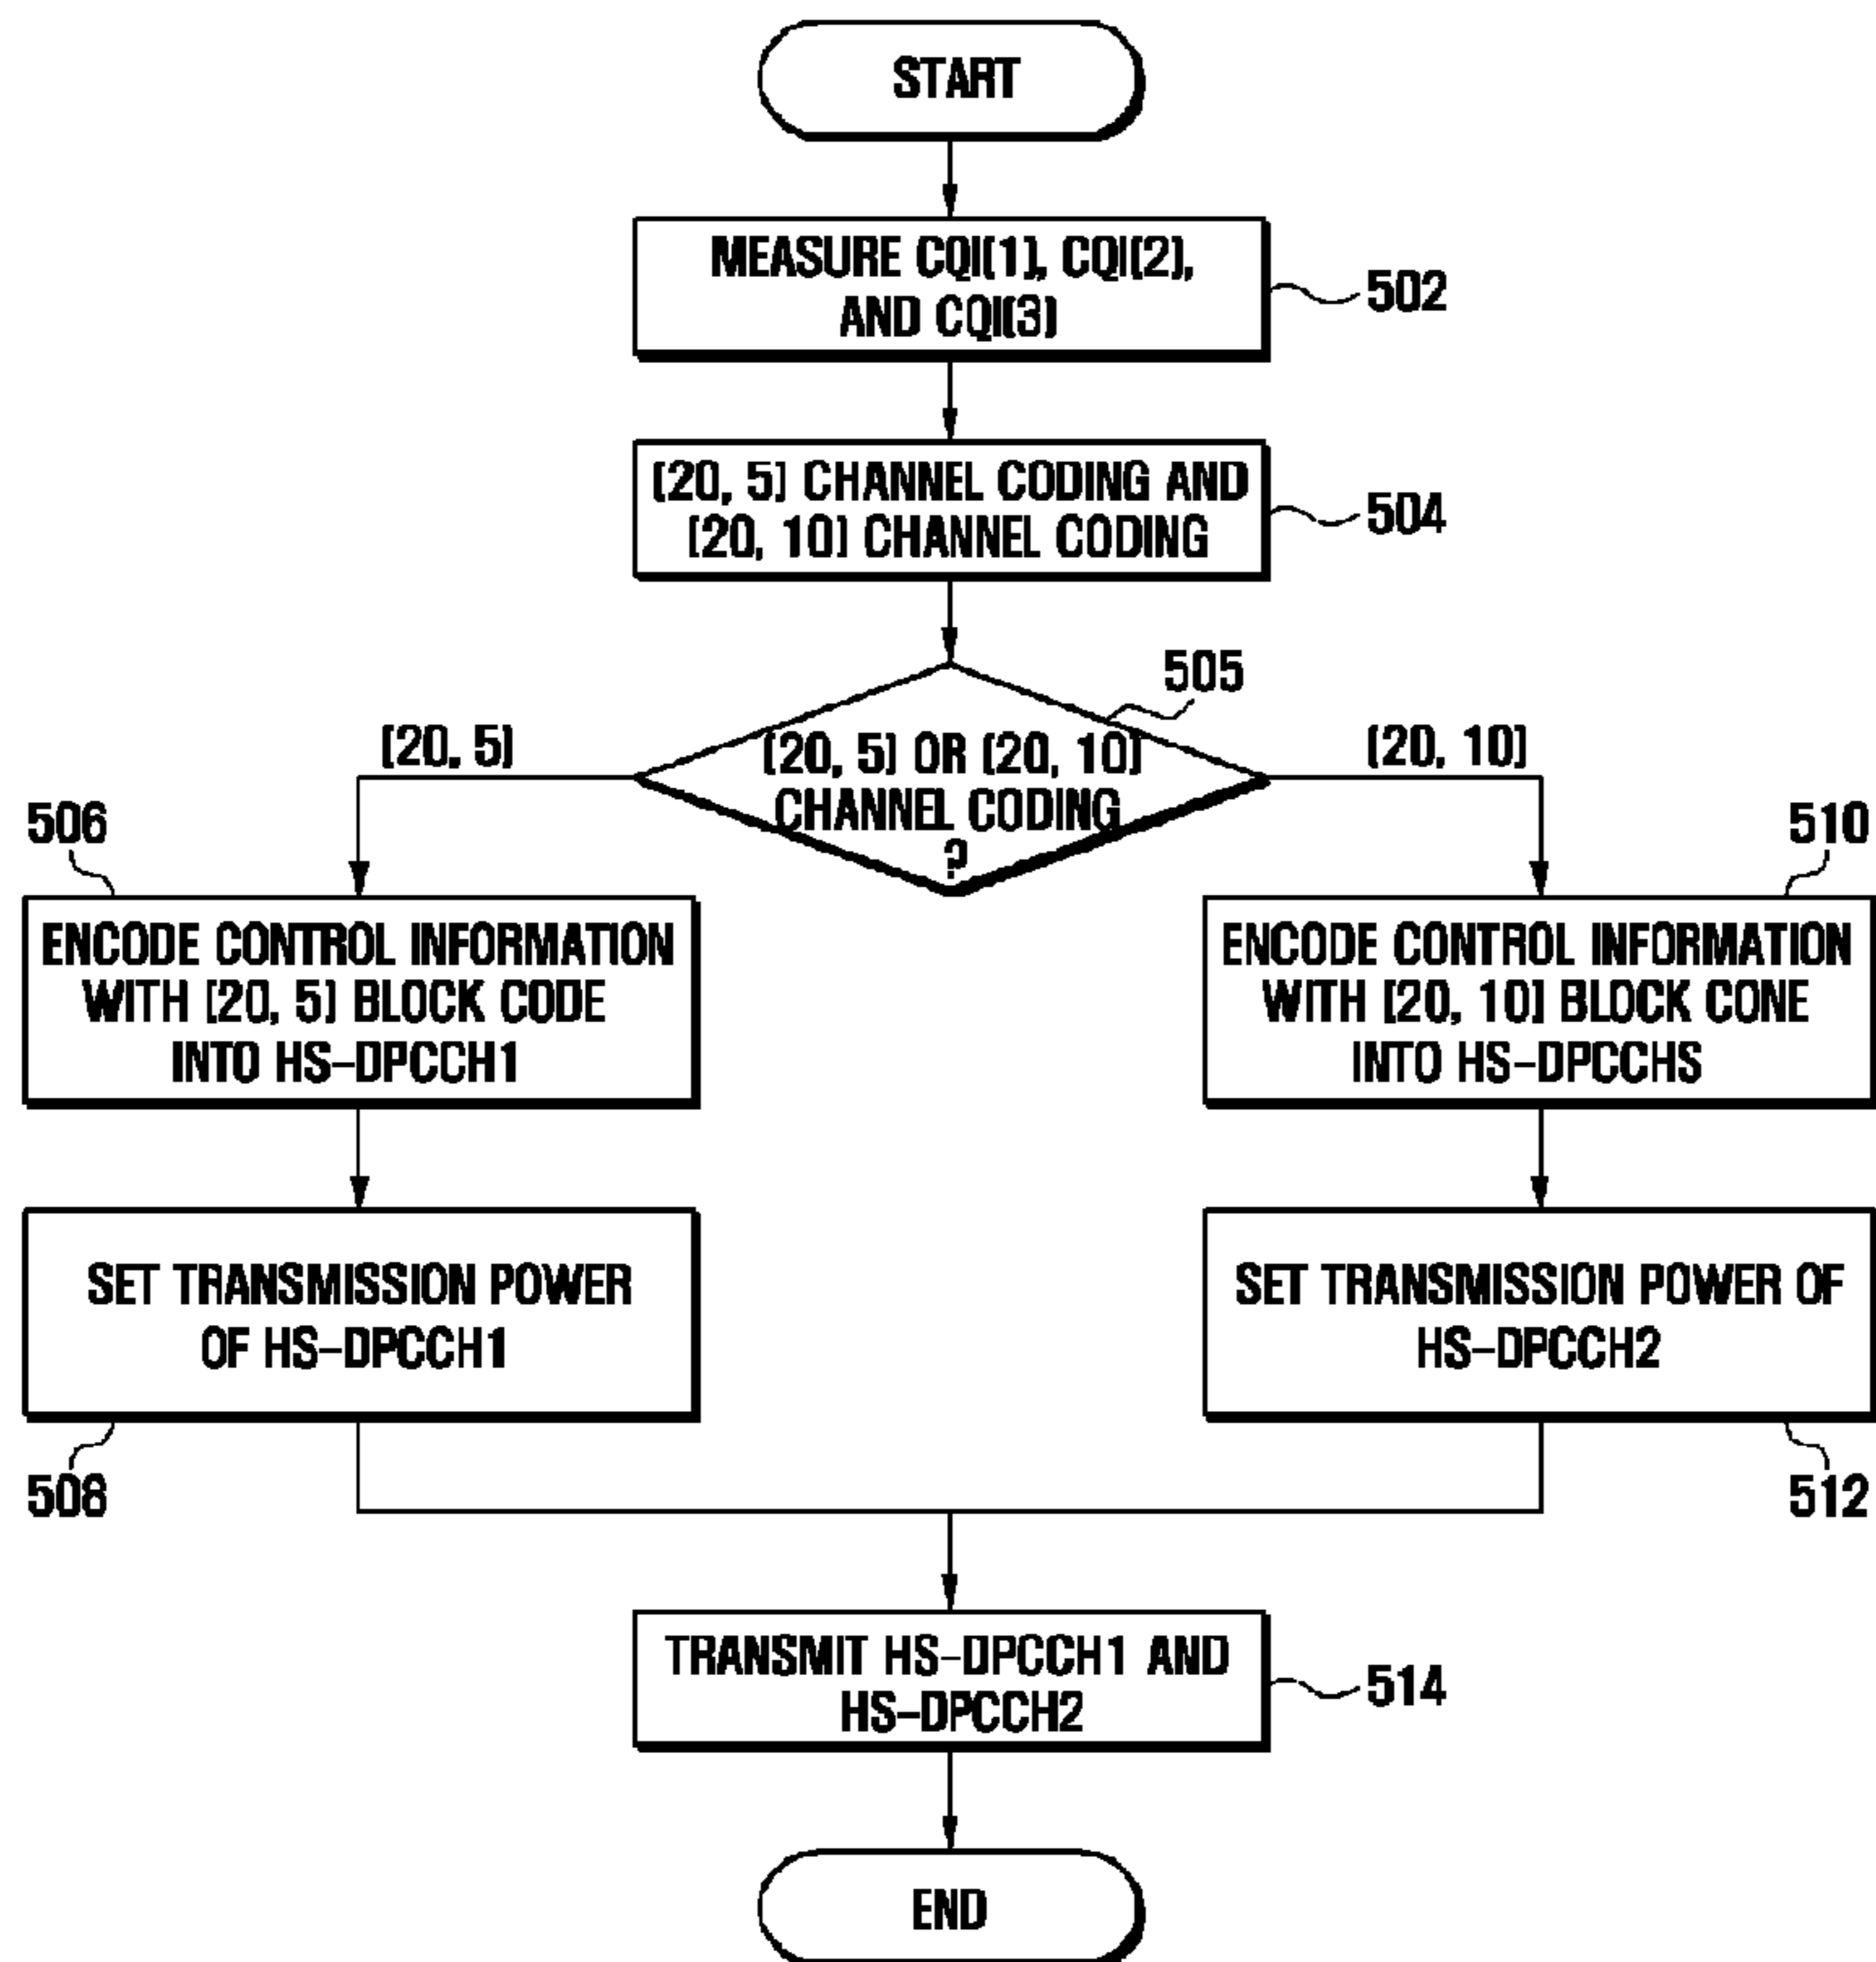 START
MEASURE CQI(1), CQI(2),
AND CQI(3)
502
(20, 5) CHANNEL CODING AND
(20, 10) CHANNEL CODING
504
505
(20, 5)
(20, 5) OR (20, 10)
CHANNEL CODING
?
(20, 10)
506
ENCODE CONTROL INFORMATION
WITH (20, 5) BLOCK CODE
INTO HS-DPCCH1
510
ENCODE CONTROL INFORMATION
WITH (20, 10) BLOCK CONE
INTO HS-DPCCHS
SET TRANSMISSION POWER
OF HS-DPCCH1
508
SET TRANSMISSION POWER OF
HS-DPCCH2
512
TRANSMIT HS-DPCCH1 AND
HS-DPCCH2
514
END